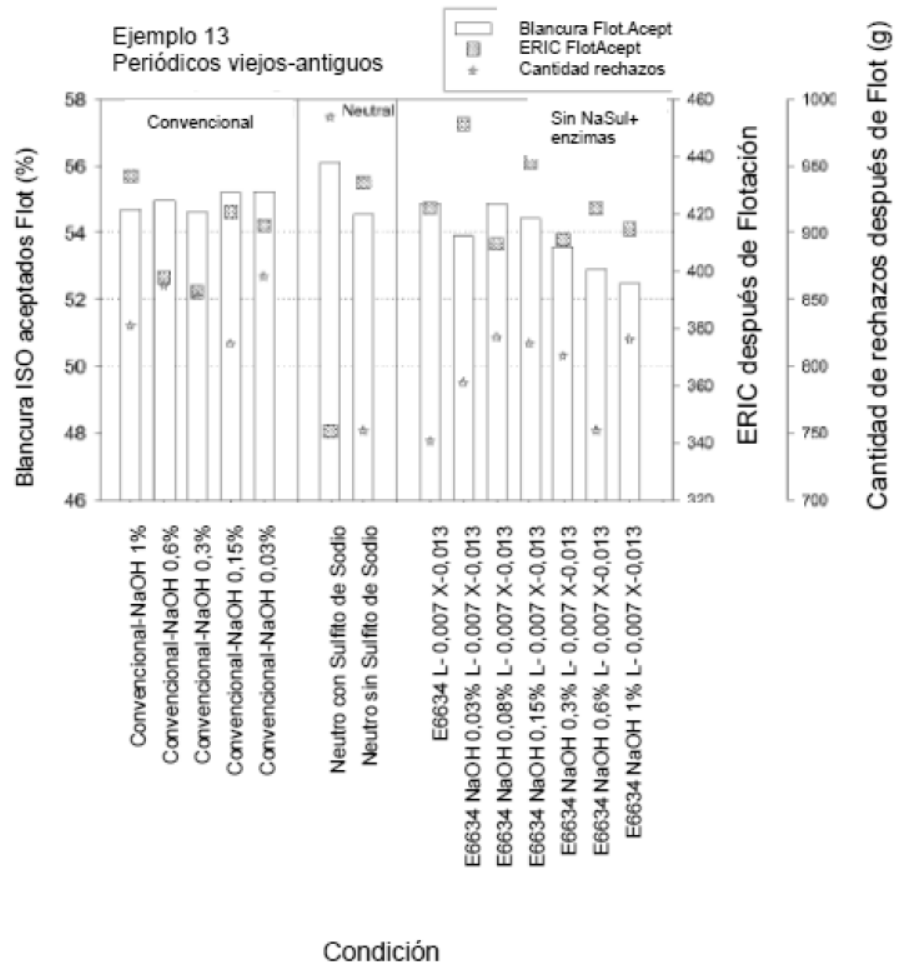 Ejemplo 13
Periódicos viejos-antiguos
Blancura Flot.Acept
ERIC FlotAcept
Cantidad rechazos
Convencional
Neutral
Sin NaSul+
enzimas
Blancura ISO aceptados Flot (%)
58
56
54
52
50
48
46
ERIC después de Flotación
460
440
420
400
380
360
340
320
Cantidad de rechazos después de Flot (g)
1000
950
900
850
800
750
700
Convencional-NaOH 1%
Convencional-NaOH 0,6%
Convencional-NaOH 0,3%
Convencional-NaOH 0,15%
Convencional-NaOH 0,03%
Neutro con Sulfito de Sodio
Neutro sin Sulfito de Sodio
E6634 L- 0,007 X-0,013
E6634 NaOH 0,03% L- 0,007 X-0,013
E6634 NaOH 0,08% L- 0,007 X-0,013
E6634 NaOH 0,15% L- 0,007 X-0,013
E6634 NaOH 0,3% L- 0,007 X-0,013
E6634 NaOH 0,6% L- 0,007 X-0,013
E6634 NaOH 1% L- 0,007 X-0,013
Condición